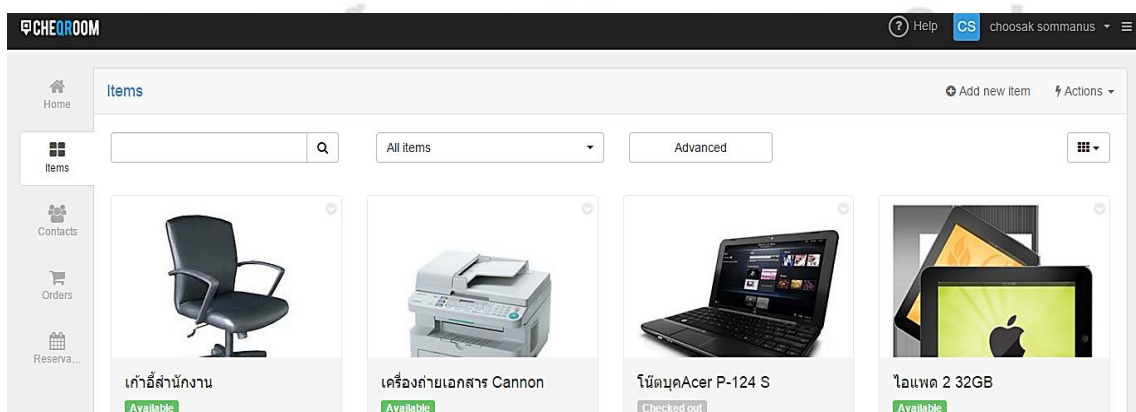 CHEQROOM
? Help CS choosak sommanus
Home
Items
Contacts
Orders
Reserva...
Items
Add new item Actions
All items Advanced
เก้าอี้สำนักงาน
Available
เครื่องถ่ายเอกสาร Cannon
Available
โน๊ตบุคAcer P-124 S
Checked out
ไอแพด 2 32GB
Available